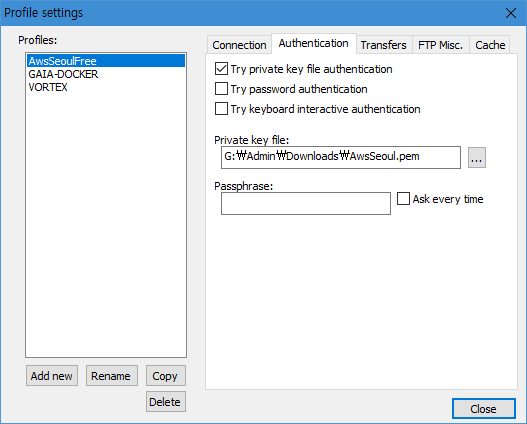 Profile settings
Profiles:
AwsSeoulFree
GAIA-DOCKER
VORTEX
Add new
Rename
Copy
Delete
Connection
Authentication
Transfers
FTP Misc.
Cache
Try private key file authentication
Try password authentication
Try keyboard interactive authentication
Private key file:
G:₩Admin₩Downloads₩AwsSeoul.pem
...
Passphrase:
Ask every time
Close